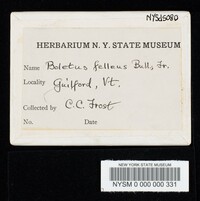 NYSd5080
HERBARIUM N. Y. STATE MUSEUM
Name Boletus felleus Bull, Fr.
Locality Guilford, Vt.
Collected by C. C. Frost
No. Date
NEW YORK STATE MUSEUM
NYSM 0 000 000 331